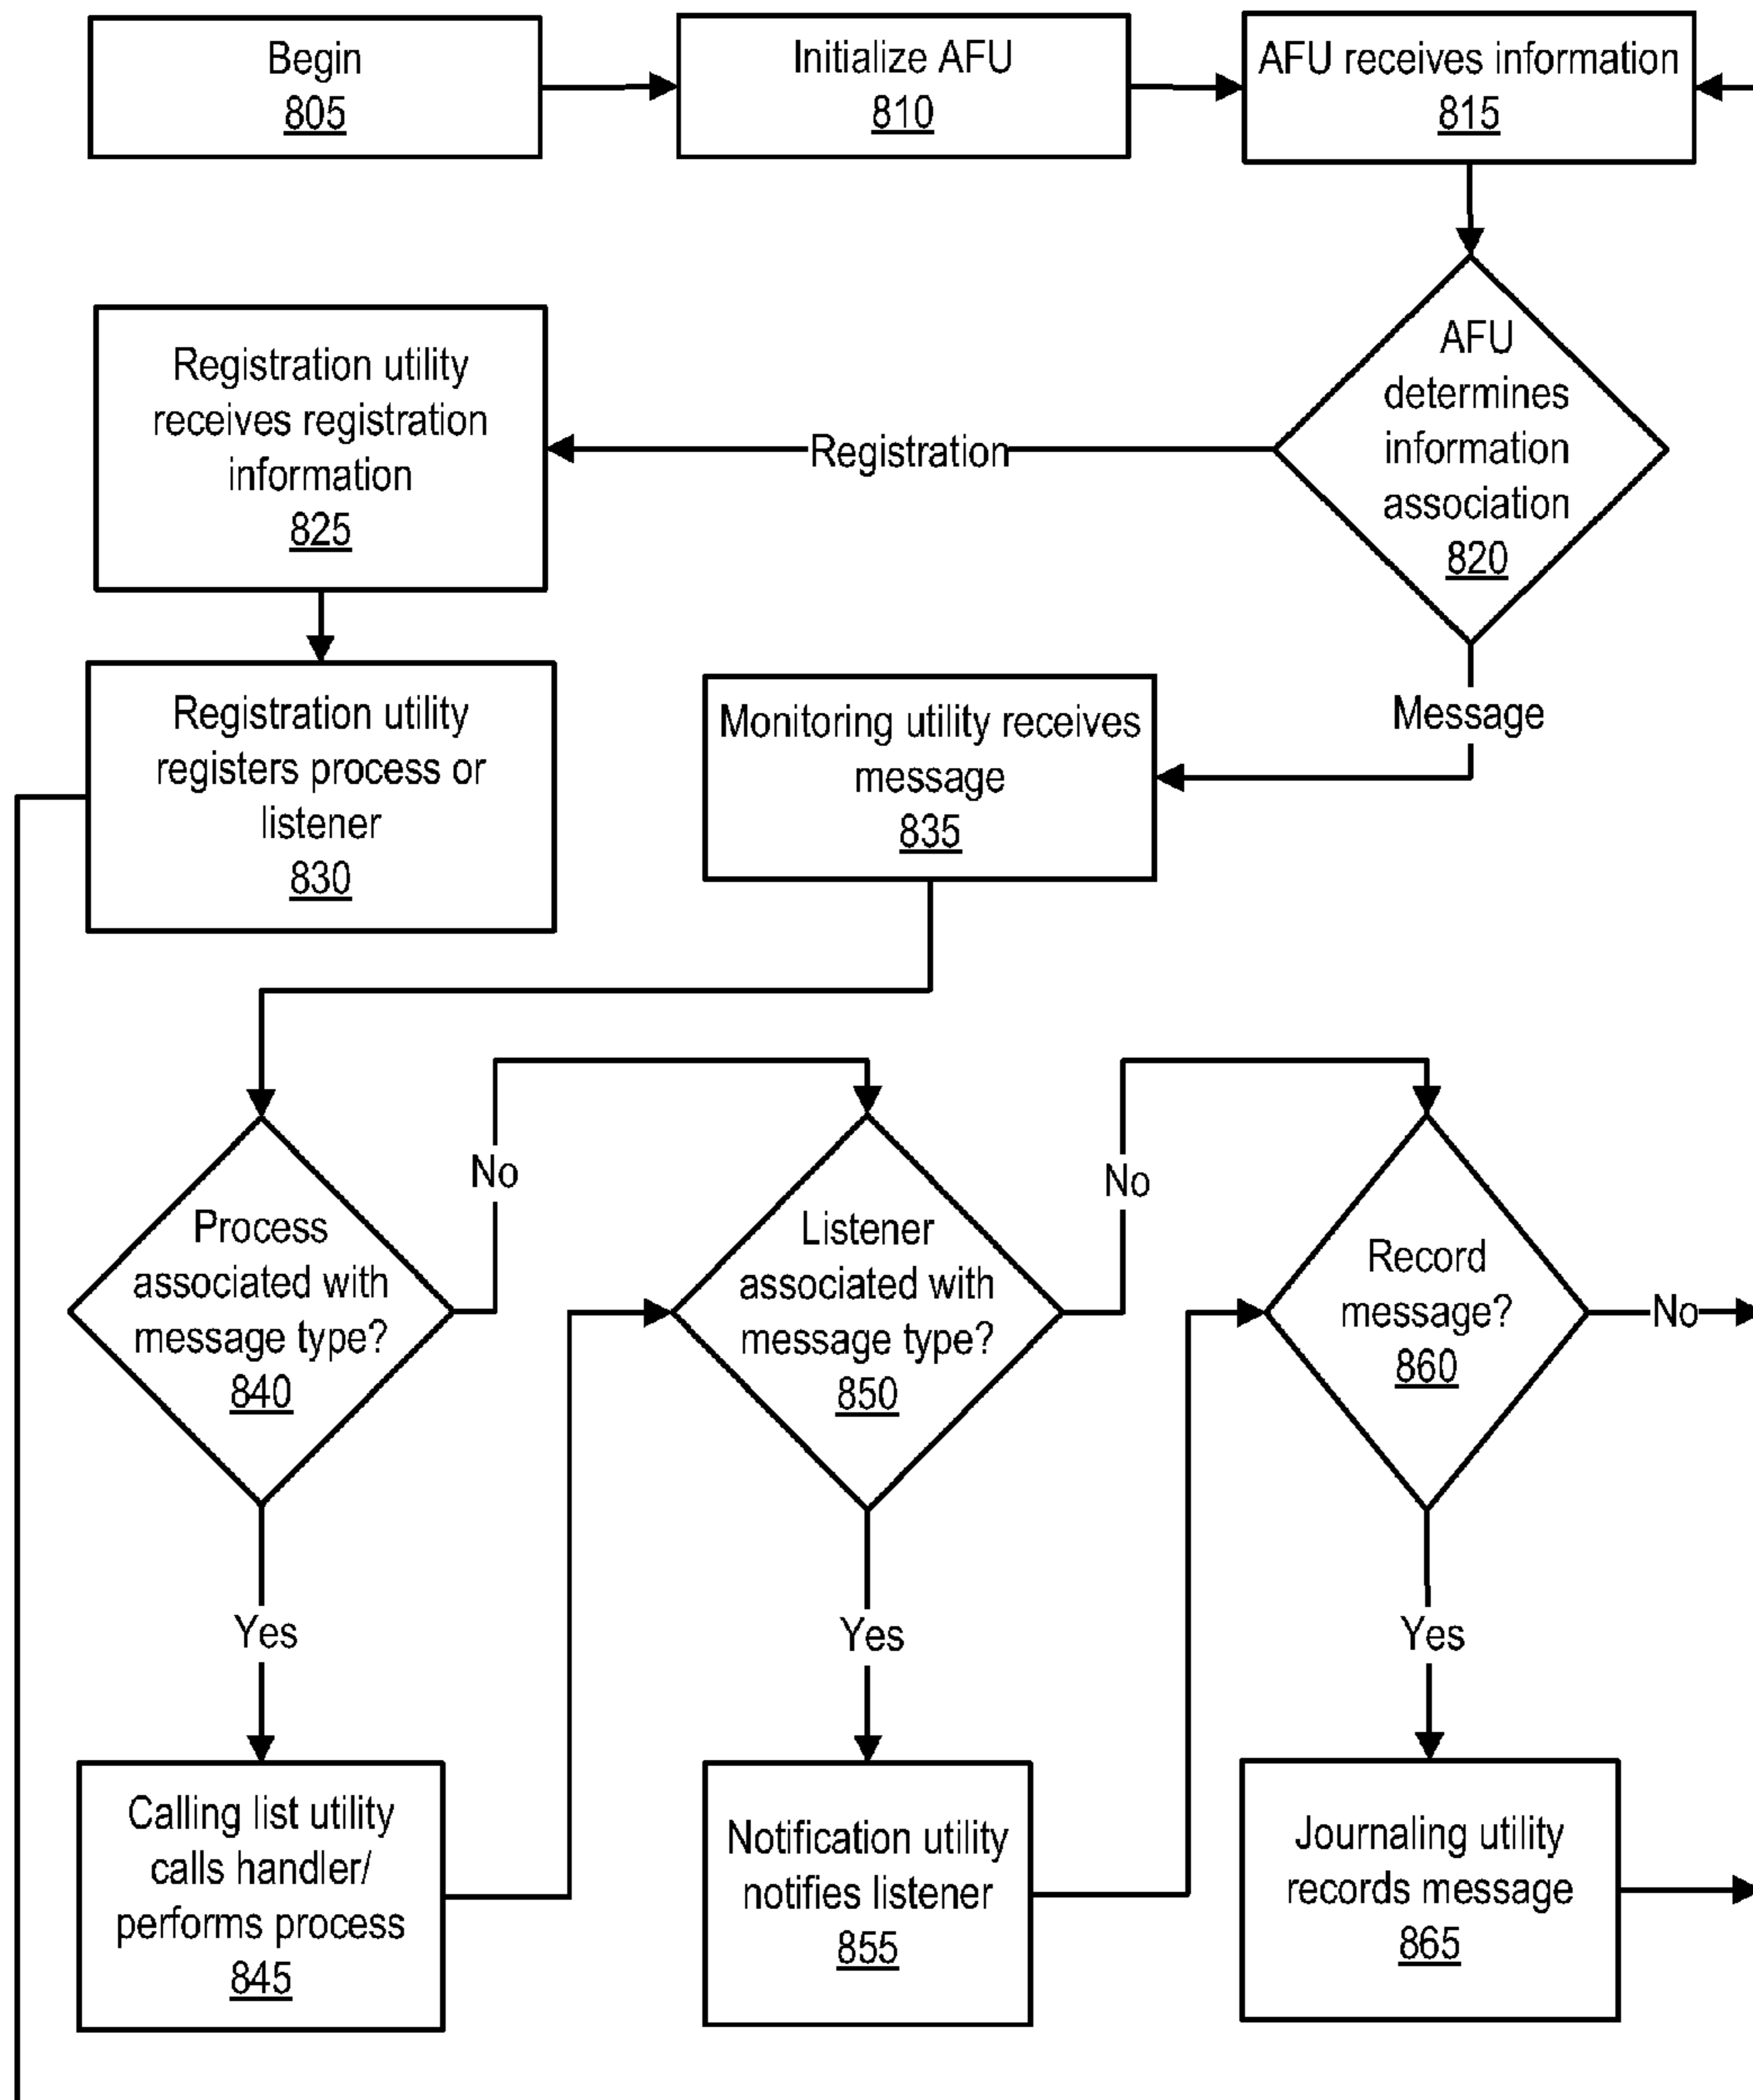 Begin
805
Initialize AFU
810
AFU receives information
815
AFU
determines
information
association
820
Registration utility
receives registration
information
825
Registration
Message
Registration utility
registers process or
listener
830
Monitoring utility receives
message
835
No
No
Process
associated with
message type?
840
Listener
associated with
message type?
850
Record
message?
860
No
Yes
Yes
Yes
Calling list utility
calls handler/
performs process
845
Notification utility
notifies listener
855
Journaling utility
records message
865